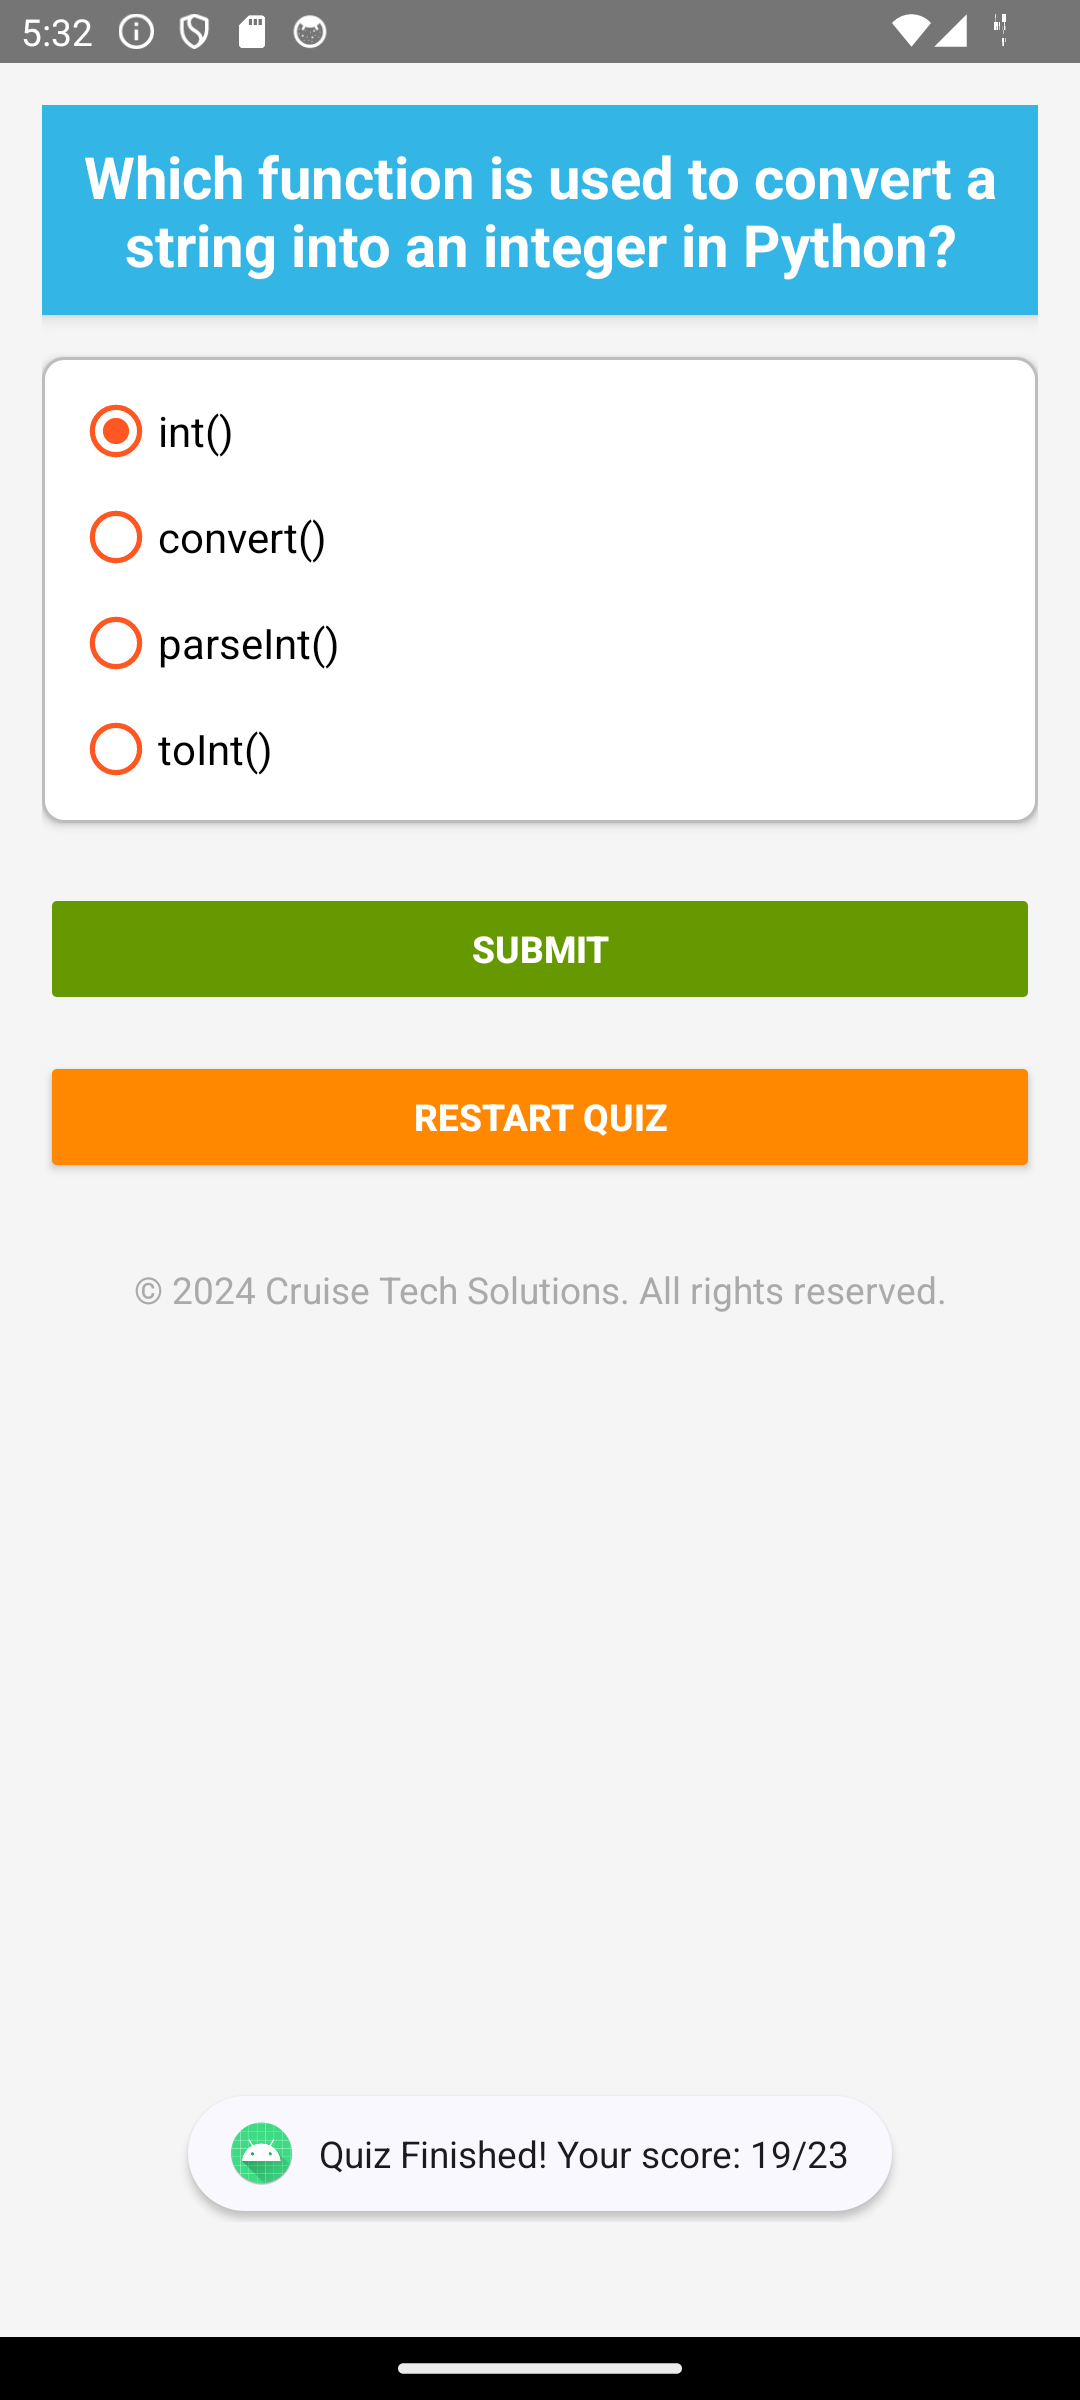 5:32
Which function is used to convert a
string into an integer in Python?
int()
convert()
parseInt()
toInt()
SUBMIT
RESTART QUIZ
© 2024 Cruise Tech Solutions. All rights reserved.
Quiz Finished! Your score: 19/23